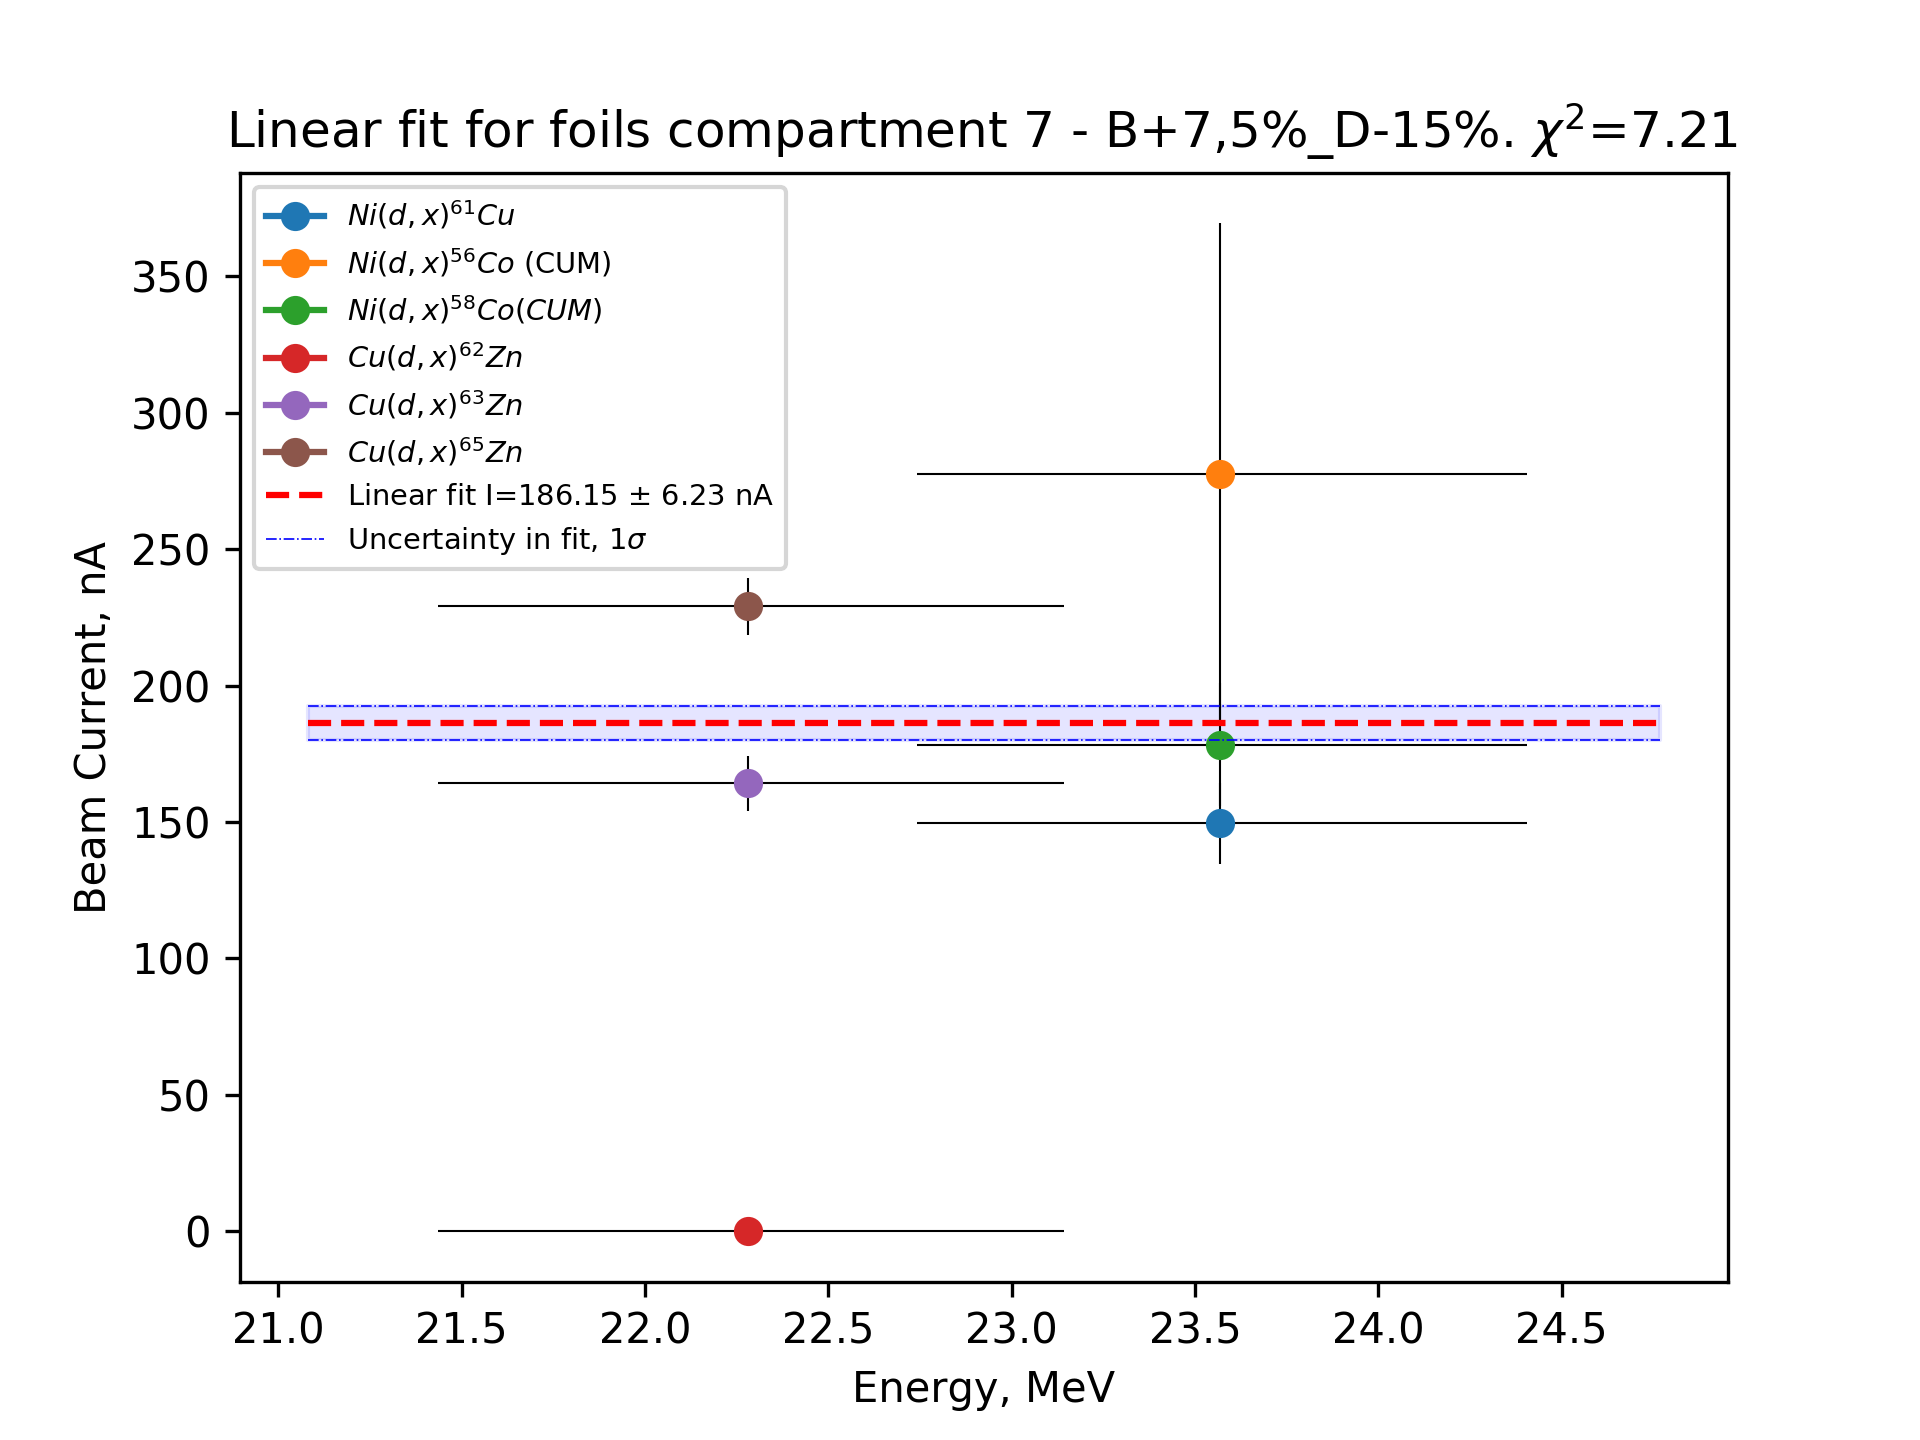 Linear fit for foils compartment 7 - B+7,5%_D-15%. χ²=7.21
Ni(d, x)⁶¹Cu
Ni(d, x)⁵⁶Co (CUM)
Ni(d, x)⁵⁸Co(CUM)
Cu(d, x)⁶²Zn
Cu(d, x)⁶³Zn
Cu(d, x)⁶⁵Zn
Linear fit I=186.15 ± 6.23 nA
Uncertainty in fit, 1σ
Beam Current, nA
350
300
250
200
150
100
50
0
21.0 21.5 22.0 22.5 23.0 23.5 24.0 24.5
Energy, MeV